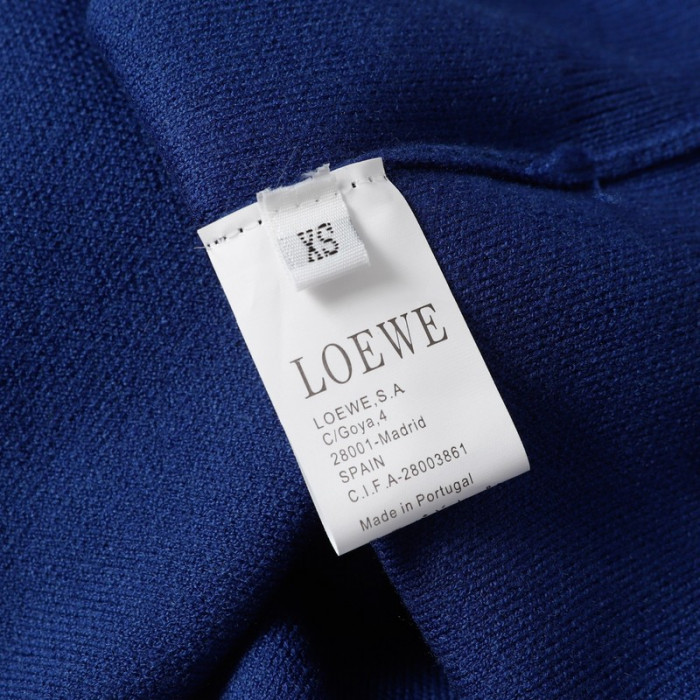 XS
LOEWE
LOEWE,S.A
C/Goya,4
28001-Madrid
SPAIN
C.I.F.A-28003861
Made in Portugal